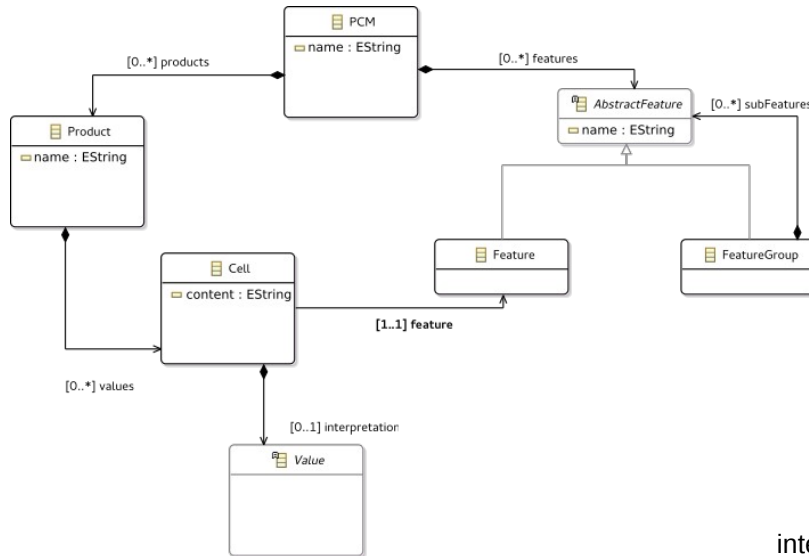 PCM
name : EString
[0..*] products
[0..*] features
AbstractFeature
name : EString
[0..*] subFeatures
Product
name : EString
Cell
content : EString
Feature
FeatureGroup
[1..1] feature
[0..*] values
[0..1] interpretation
Value